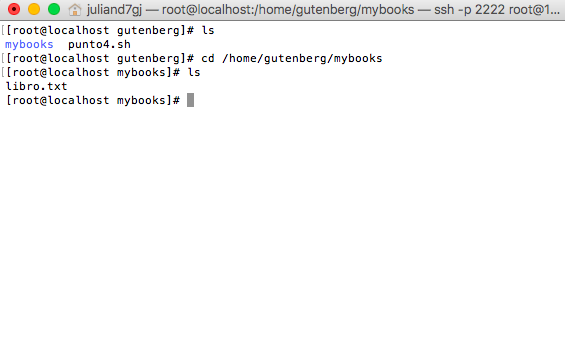 juliand7gj — root@localhost:/home/gutenberg/mybooks — ssh -p 2222 root@1...
[[root@localhost gutenberg]# ls
mybooks  punto4.sh
[[root@localhost gutenberg]# cd /home/gutenberg/mybooks
[[root@localhost mybooks]# ls
libro.txt
[root@localhost mybooks]#